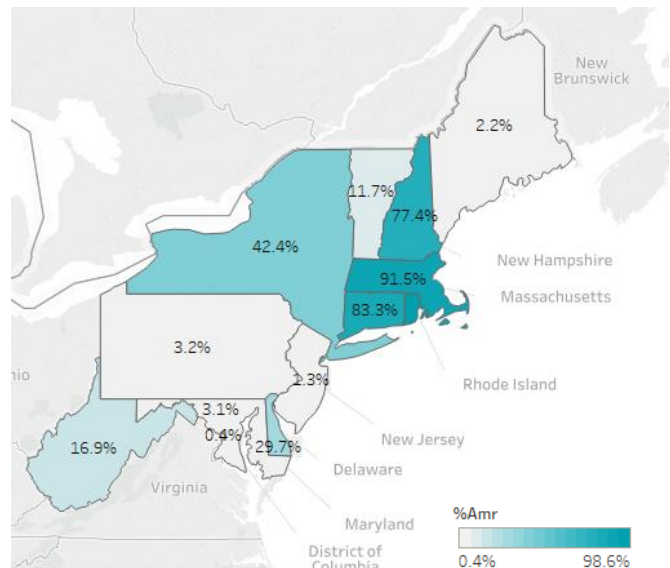 New
Brunswick
2.2%
11.7%
77.4%
42.4%
New Hampshire
91.5%
Massachusetts
83.3%
3.2%
Rhode Island
2.3%
nio
3.1%
New Jersey
16.9%
0.4%
29.7%
Delaware
Virginia
Maryland
%Amr
District of
Columbia
0.4%
98.6%